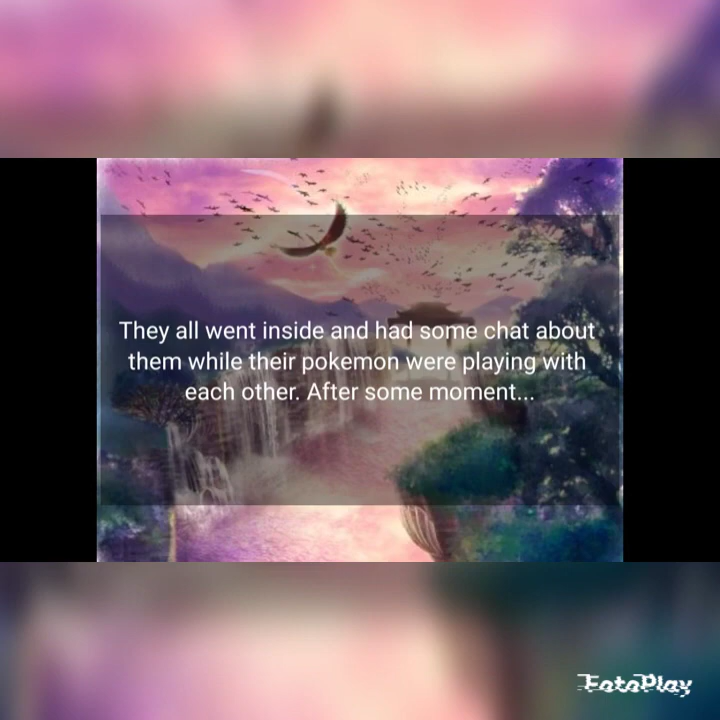 They all went inside and had some chat about
them while their pokemon were playing with
each other. After some moment...
FotoPlay